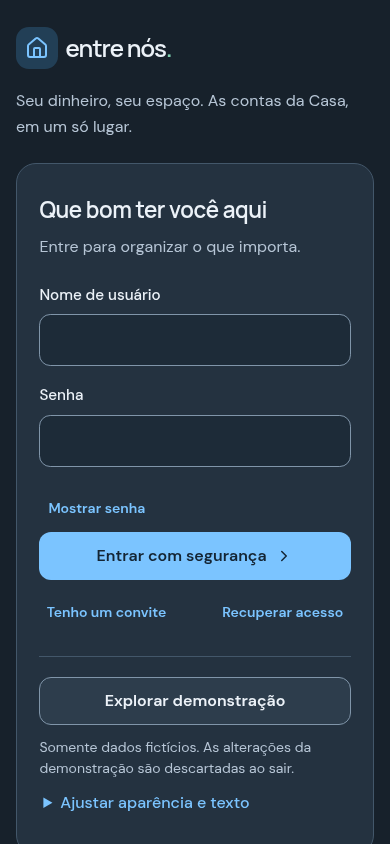 entre nós.
Seu dinheiro, seu espaço. As contas da Casa,
em um só lugar.
Que bom ter você aqui
Entre para organizar o que importa.
Nome de usuário
Senha
Mostrar senha
Entrar com segurança
Tenho um convite
Recuperar acesso
Explorar demonstração
Somente dados fictícios. As alterações da
demonstração são descartadas ao sair.
Ajustar aparência e texto